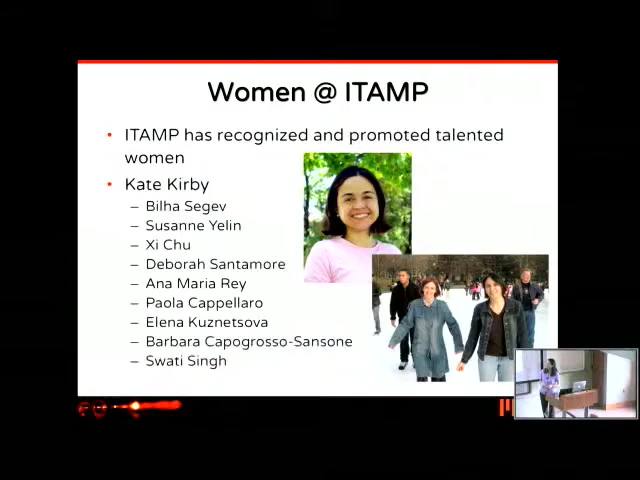 Women @ ITAMP
• ITAMP has recognized and promoted talented
women
• Kate Kirby
– Bilha Segev
– Susanne Yelin
– Xi Chu
– Deborah Santamore
– Ana Maria Rey
– Paola Cappellaro
– Elena Kuznetsova
– Barbara Capogrosso-Sansone
– Swati Singh